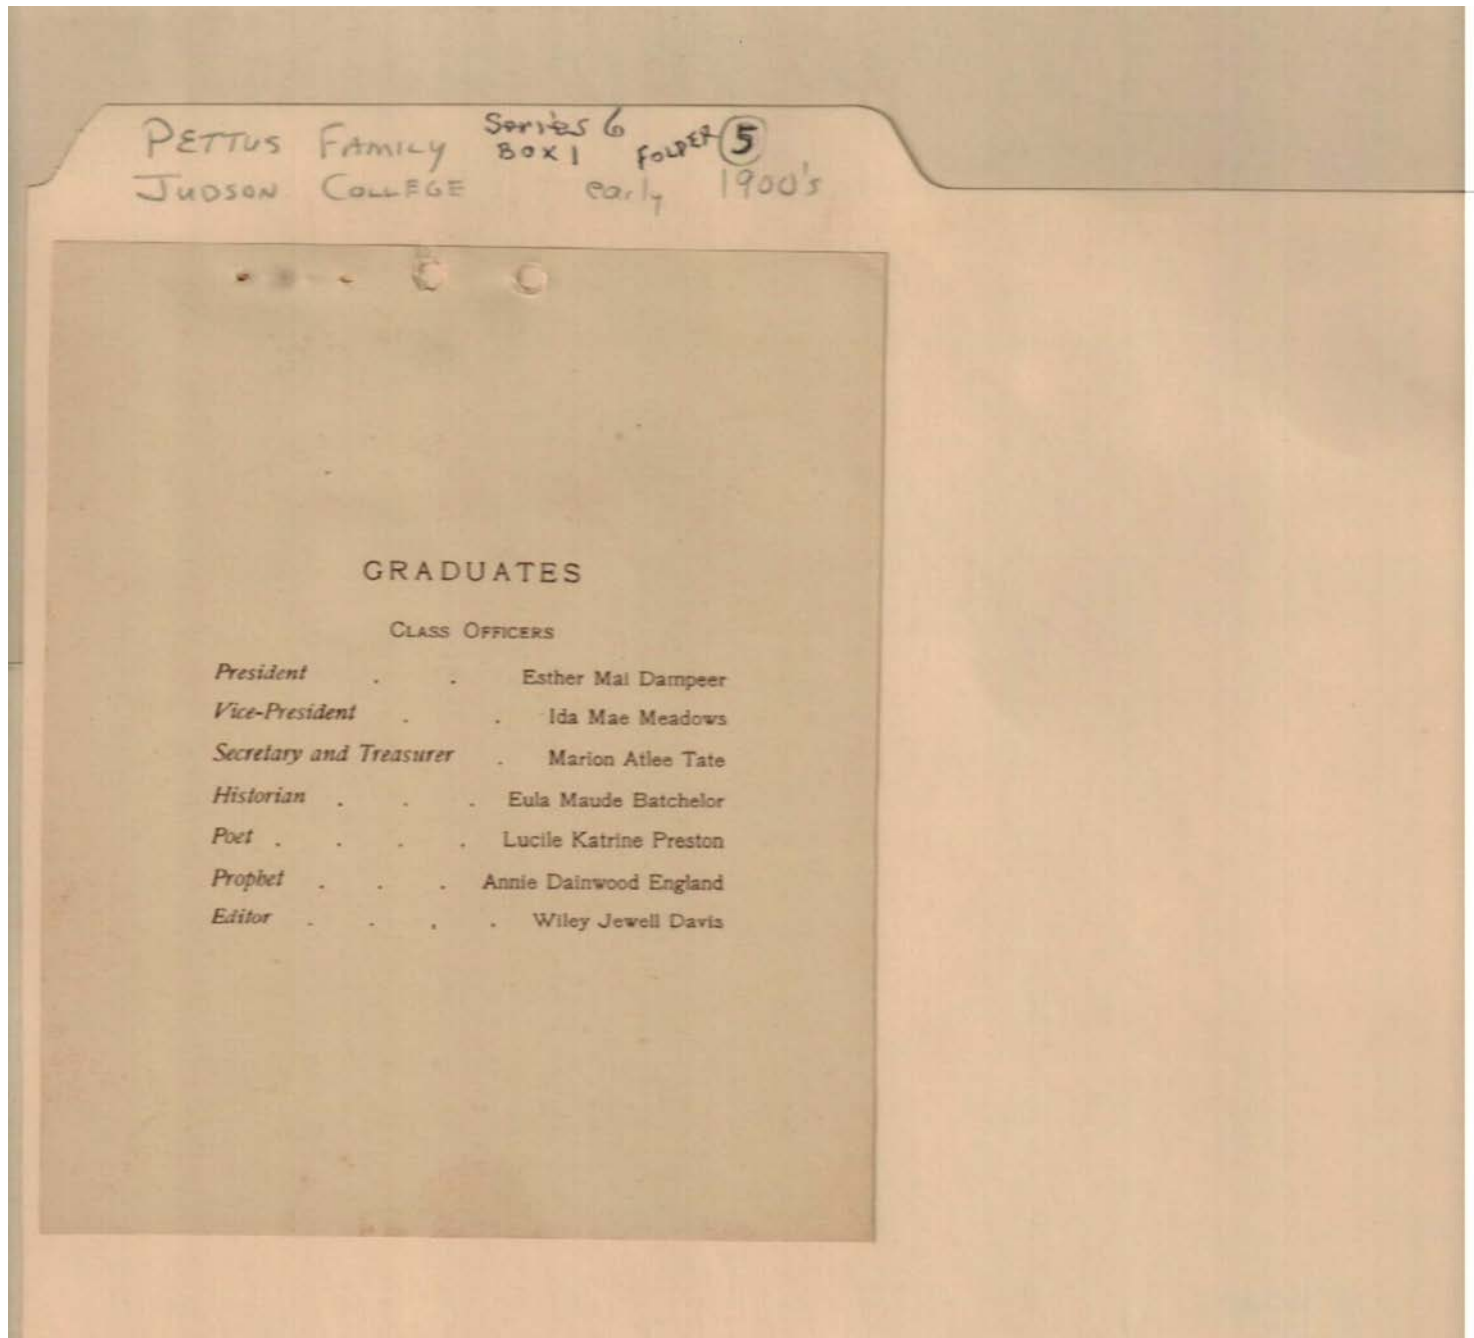 PETTUS FAMILY Series 6 BOX 1 FOLDER 5
JUDSON COLLEGE early 1900's
GRADUATES
CLASS OFFICERS
President . . Esther Mai Dampeer
Vice-President . . Ida Mae Meadows
Secretary and Treasurer . Marion Atlee Tate
Historian . . . Eula Maude Batchelor
Poet . . . . Lucile Katrine Preston
Prophet . . . Annie Dainwood England
Editor . . . . Wiley Jewell Davis